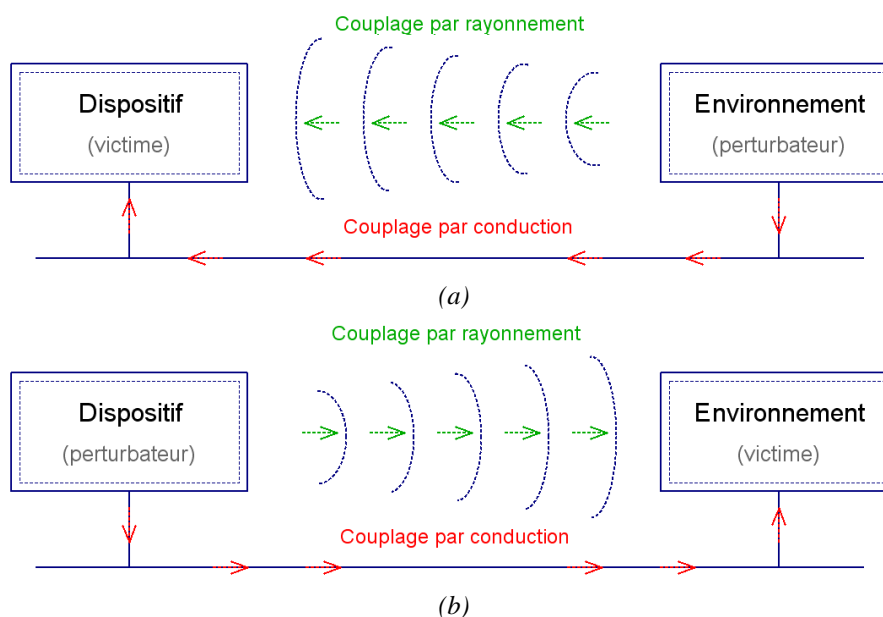 Couplage par rayonnement
Dispositif
(victime)
Environnement
(perturbateur)
Couplage par conduction
(a)
Couplage par rayonnement
Dispositif
(perturbateur)
Environnement
(victime)
Couplage par conduction
(b)